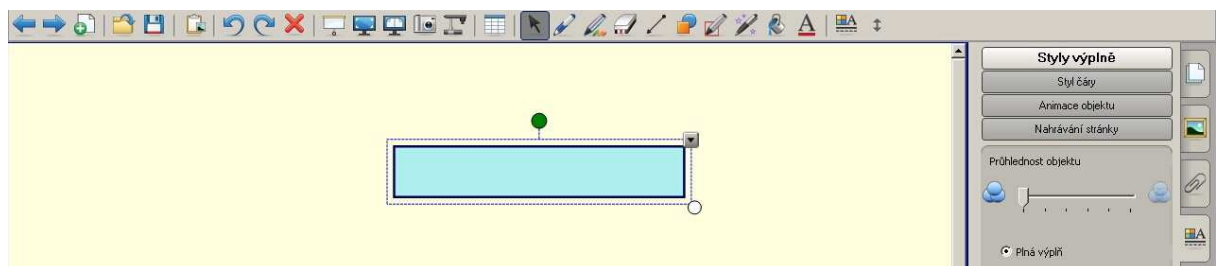 Styly výplně
Styl čáry
Animace objektu
Nahrávání stránky
Průhlednost objektu
Plná výplň